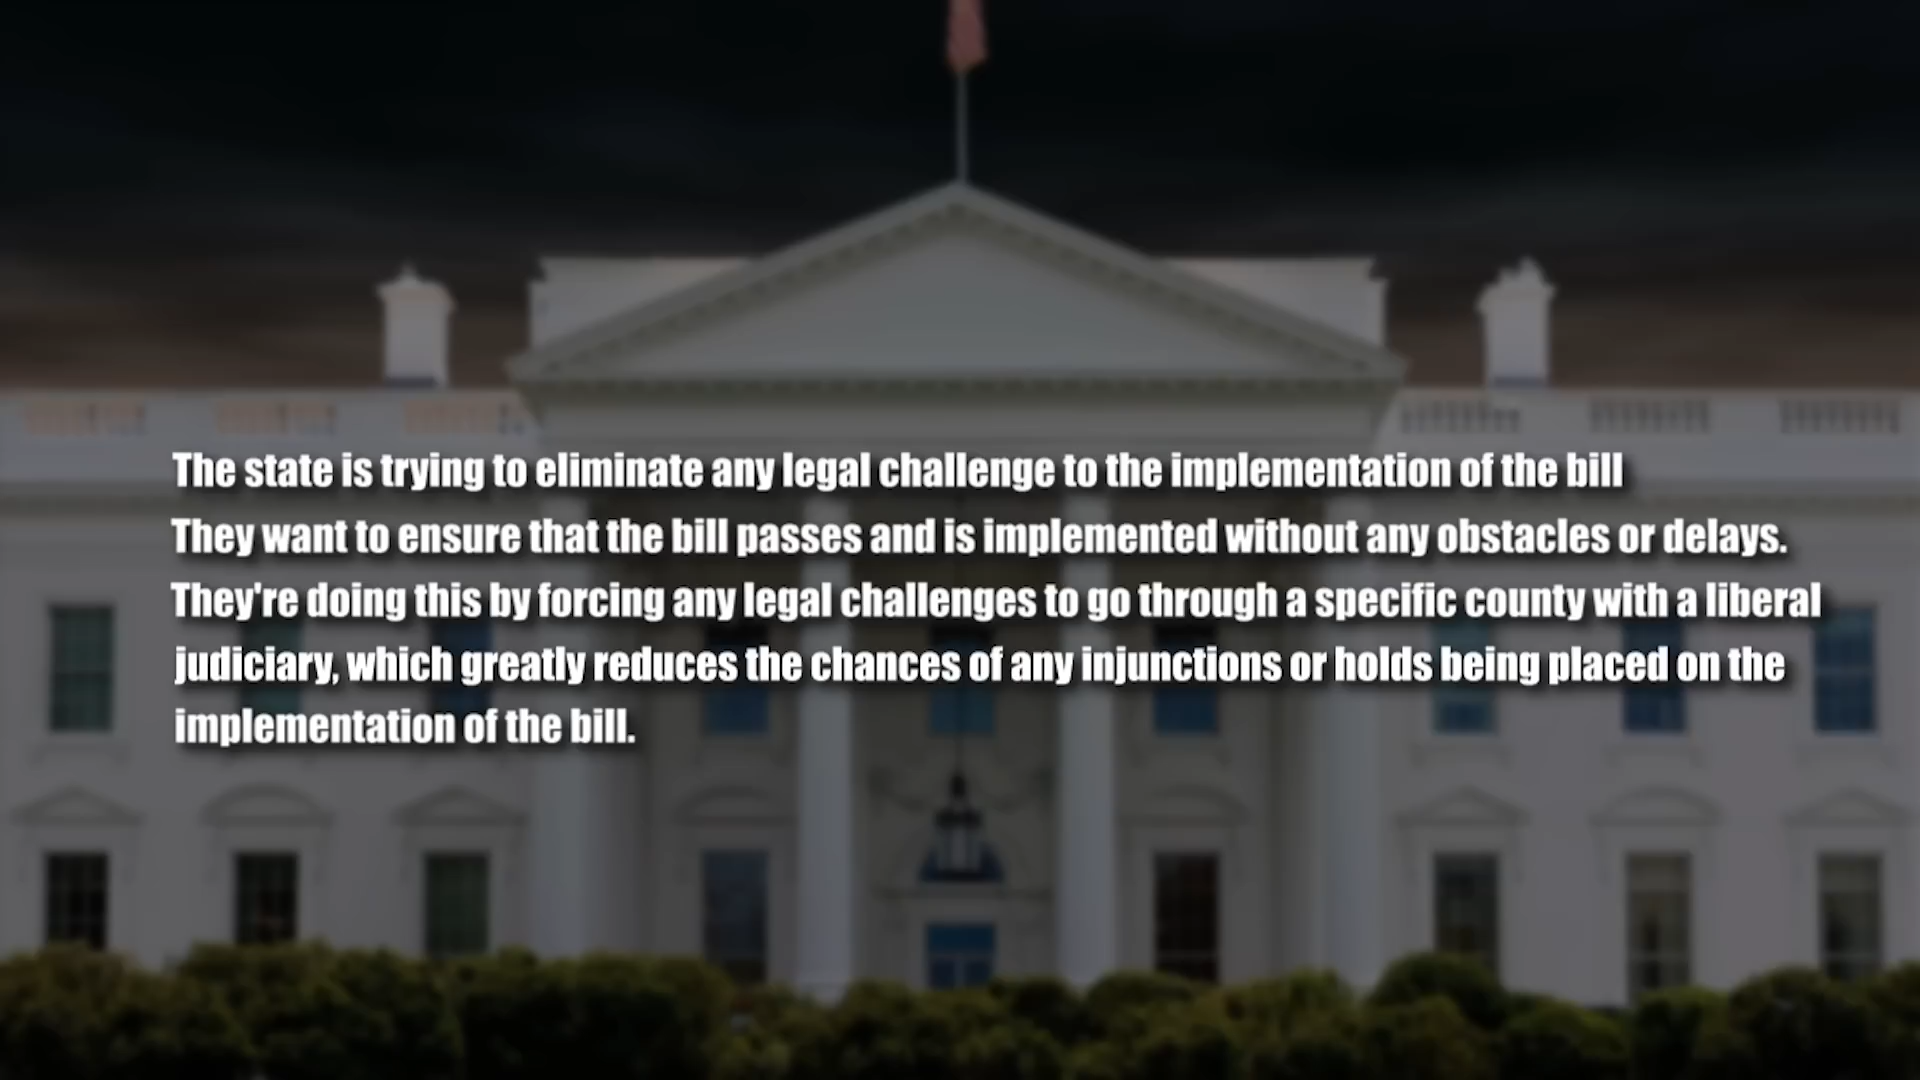 The state is trying to eliminate any legal challenge to the implementation of the bill
They want to ensure that the bill passes and is implemented without any obstacles or delays.
They're doing this by forcing any legal challenges to go through a specific county with a liberal
judiciary, which greatly reduces the chances of any injunctions or holds being placed on the
implementation of the bill.